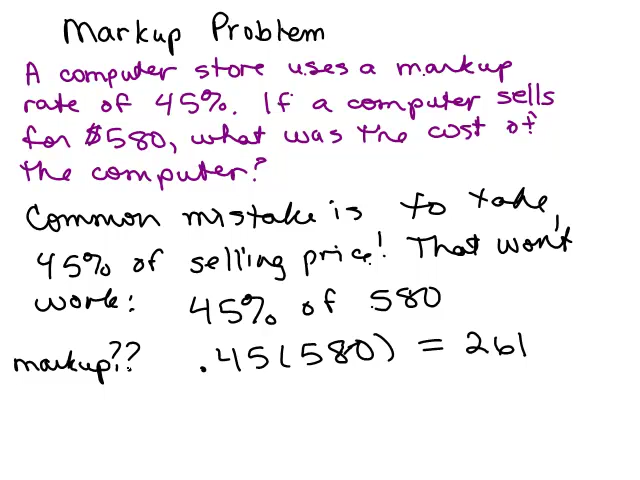 Markup Problem
A computer store uses a markup
rate of 45%. If a computer sells
for $580, what was the cost of
the computer?
Common mistake is to take
45% of selling price! That won't
work: 45% of 580
markup?? .45(580) = 261